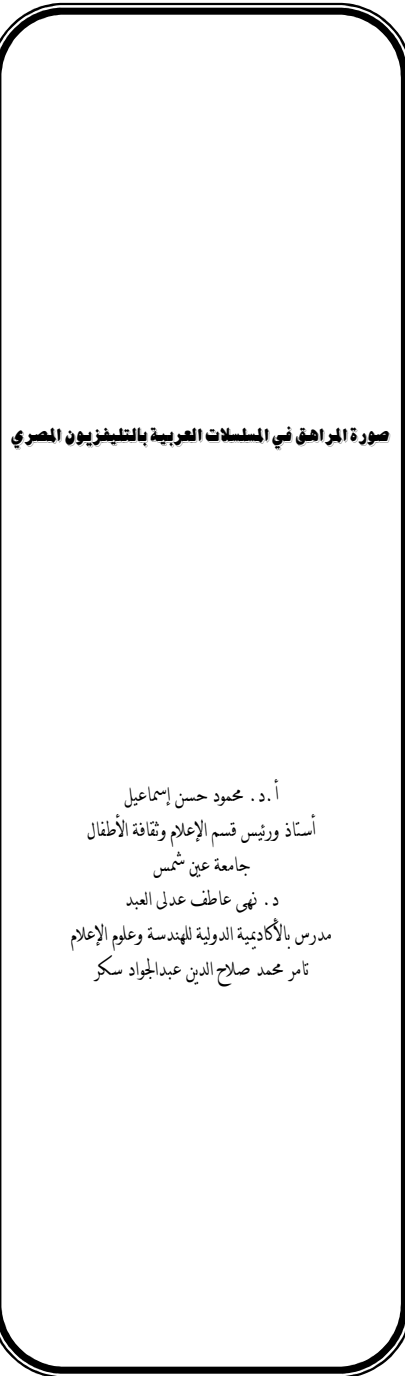 صورة المراهق في المسلسلات العربية بالتليفزيون المصري
أ.د. محمود حسن إسماعيل
أستاذ ورئيس قسم الإعلام وثقافة الأطفال
جامعة عين شمس
د. نهى عاطف عدلى العبد
مدرس بالأكاديمية الدولية للهندسة وعلوم الإعلام
تامر محمد صلاح الدين عبدالجواد سكر